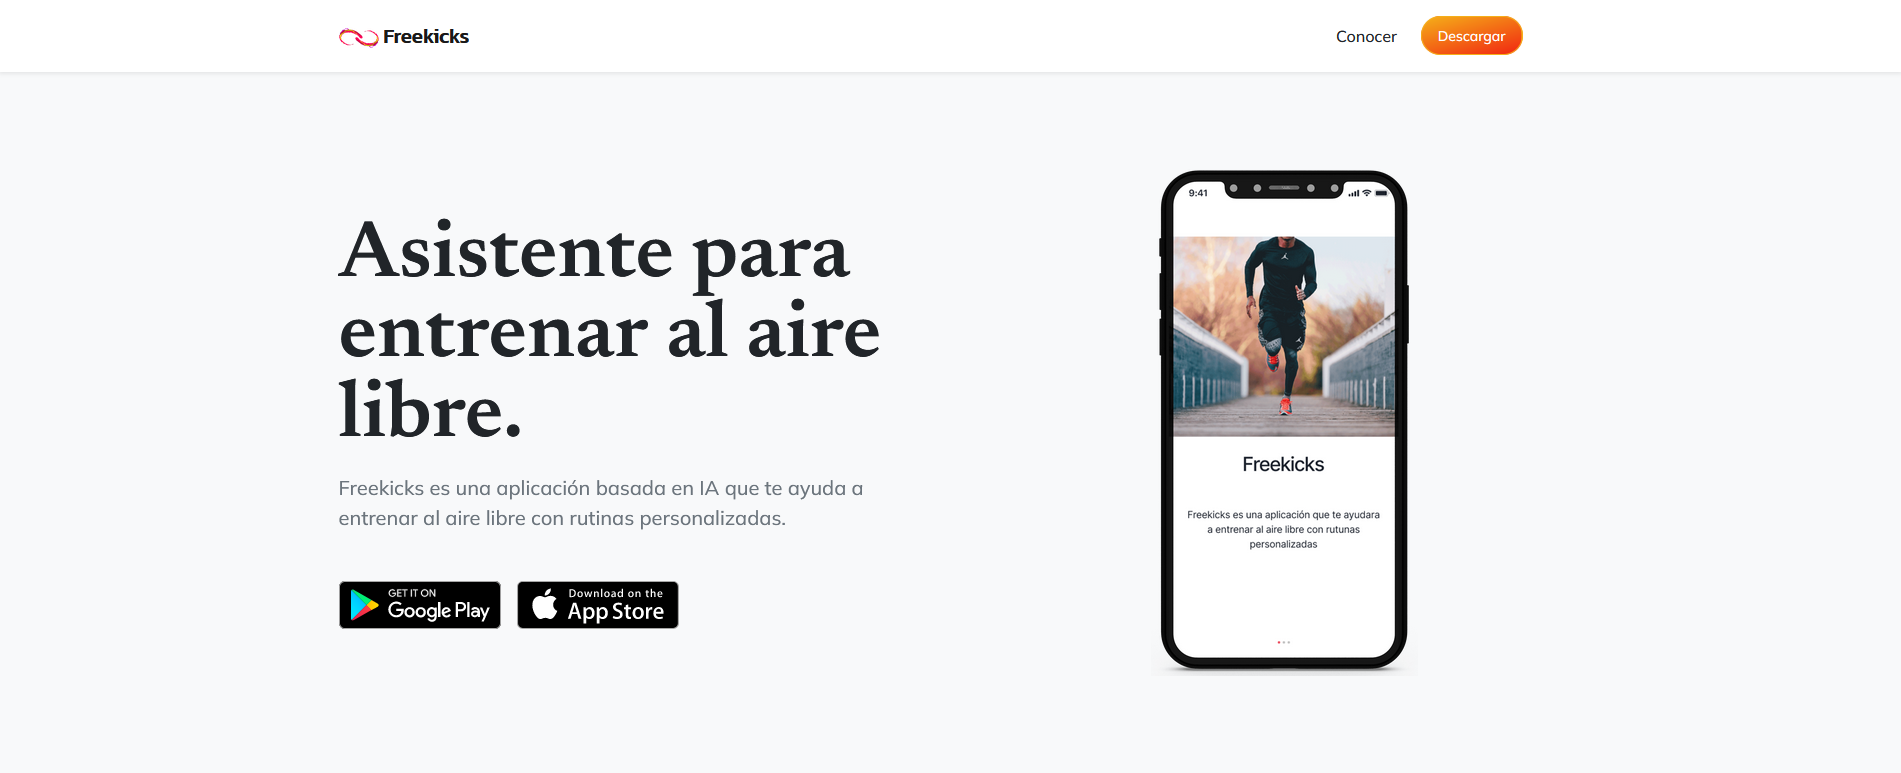 Freekicks
Conocer
Descargar
Asistente para
entrenar al aire
libre.
Freekicks es una aplicación basada en IA que te ayuda a
entrenar al aire libre con rutinas personalizadas.
GET IT ON
Google Play
Download on the
App Store
9:41
Freekicks
Freekicks es una aplicación que te ayudara
a entrenar al aire libre con rutunas
personalizadas